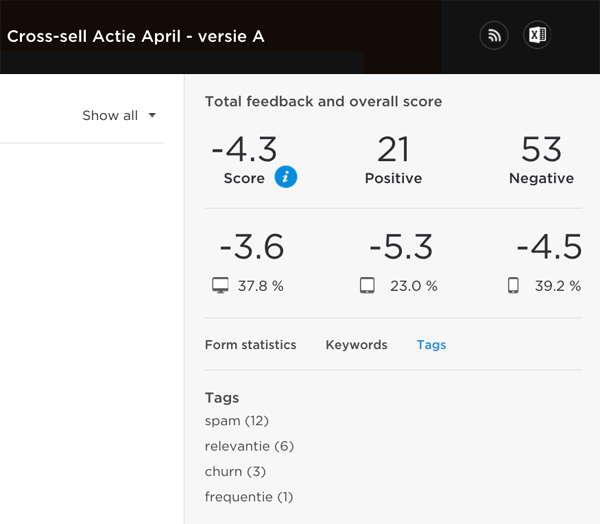 Cross-sell Actie April - versie A
Show all
Total feedback and overall score
-4.3 21 53
Score i Positive Negative
-3.6 -5.3 -4.5
37.8 % 23.0 % 39.2 %
Form statistics Keywords Tags
Tags
spam (12)
relevantie (6)
churn (3)
frequentie (1)